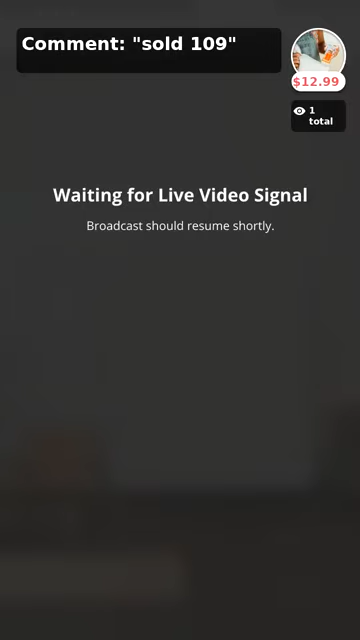 Comment: "sold 109"
$12.99
1
total
Waiting for Live Video Signal
Broadcast should resume shortly.